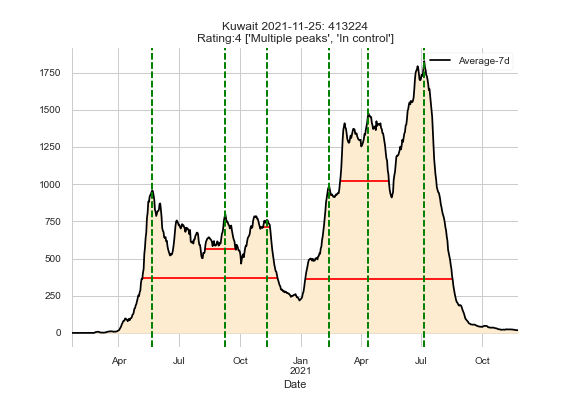 Kuwait 2021-11-25: 413224
Rating:4 ['Multiple peaks', 'In control']
Average-7d
1750
1500
1250
1000
750
500
250
0
Apr
Jul
Oct
Jan
2021
Apr
Jul
Oct
Date